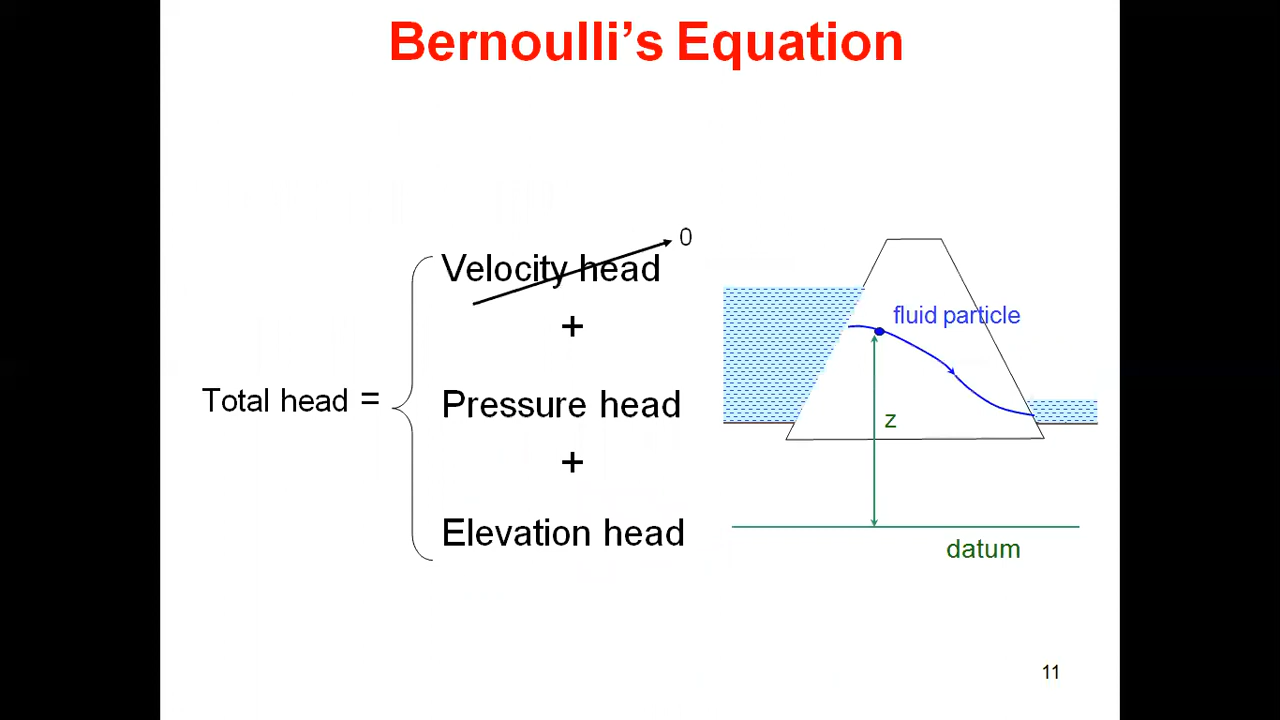 Bernoulli's Equation
0
Velocity head
+
Total head =
Pressure head
+
Elevation head
fluid particle
z
datum
11